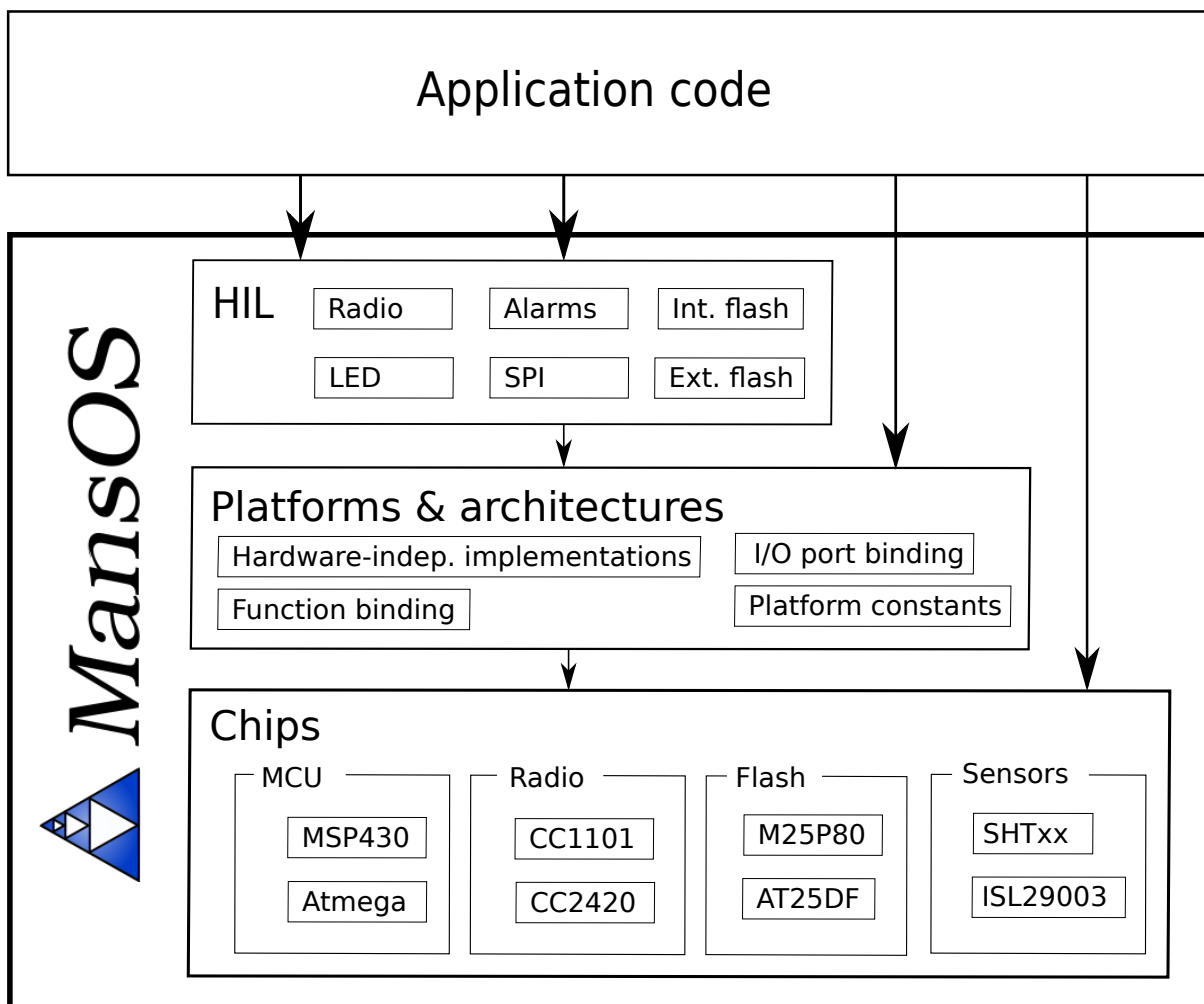 Application code
MansOS
HIL
Radio
Alarms
Int. flash
LED
SPI
Ext. flash
Platforms & architectures
Hardware-indep. implementations
I/O port binding
Function binding
Platform constants
Chips
MCU
Radio
Flash
Sensors
MSP430
CC1101
M25P80
SHTxx
Atmega
CC2420
AT25DF
ISL29003